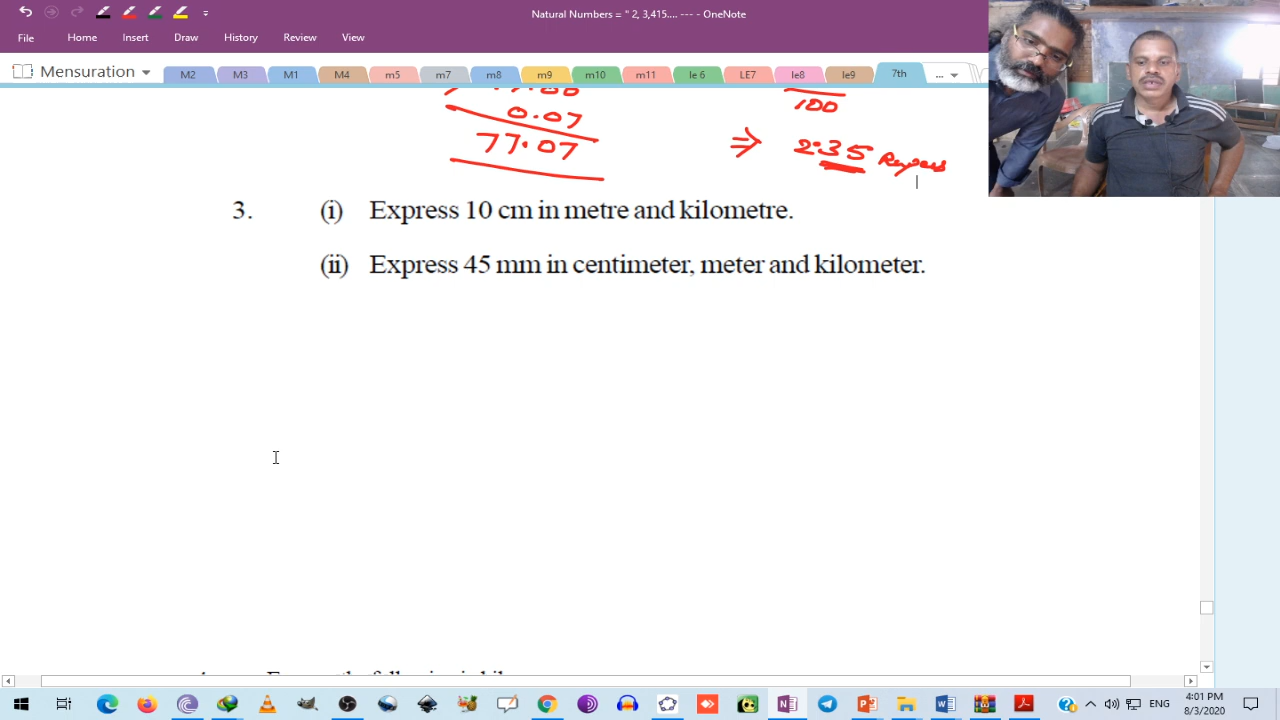 Natural Numbers = " 2, 3,415.... --- - OneNote
File Home Insert Draw History Review View
Mensuration M2 M3 M1 M4 m5 m7 m8 m9 m10 m11 le 6 LE7 le8 le9 7th ...
0.07
100
77.07
⇒ 2.35 Rupees
3. (i) Express 10 cm in metre and kilometre.
(ii) Express 45 mm in centimeter, meter and kilometer.
ENG
4:01 PM
8/3/2020